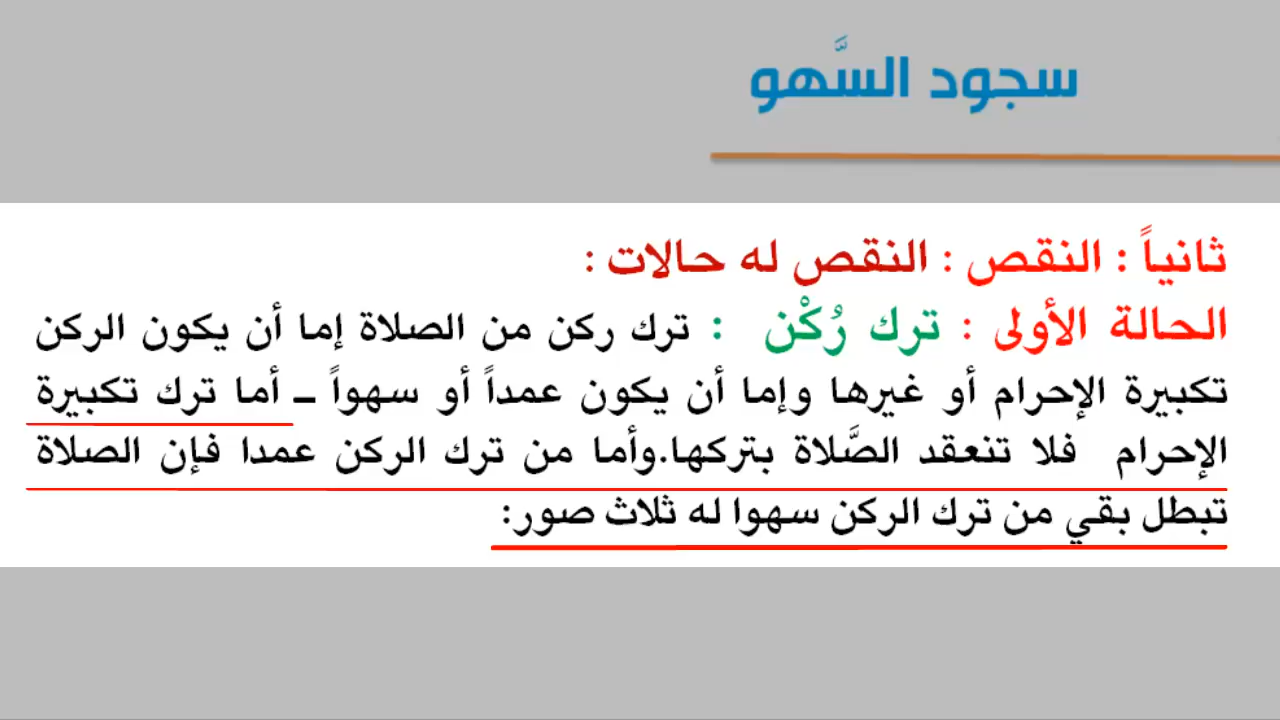 سجود السَّهو
ثانياً : النقص : النقص له حالات :
الحالة الأولى : ترك رُكْن : ترك ركن من الصلاة إما أن يكون الركن
تكبيرة الإحرام أو غيرها وإما أن يكون عمداً أو سهواً ـ أما ترك تكبيرة
الإحرام فلا تنعقد الصَّلاة بتركها.وأما من ترك الركن عمدا فإن الصلاة
تبطل بقي من ترك الركن سهوا له ثلاث صور: